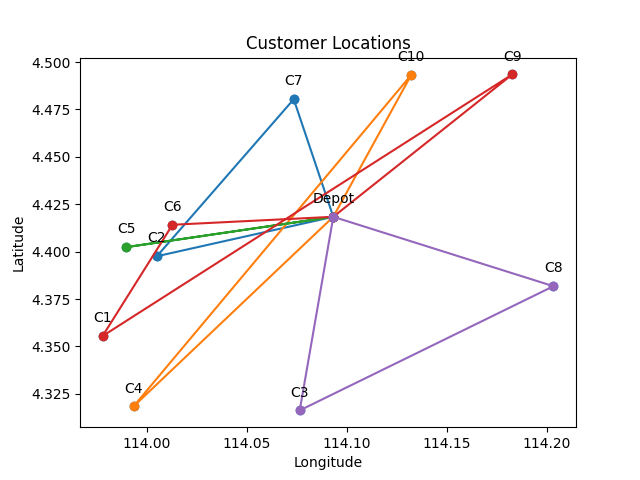 Customer Locations
4.500
4.475
4.450
4.425
4.400
4.375
4.350
4.325
Latitude
C10
C9
C7
Depot
C6
C5
C2
C8
C1
C4
C3
114.00
114.05
114.10
114.15
114.20
Longitude